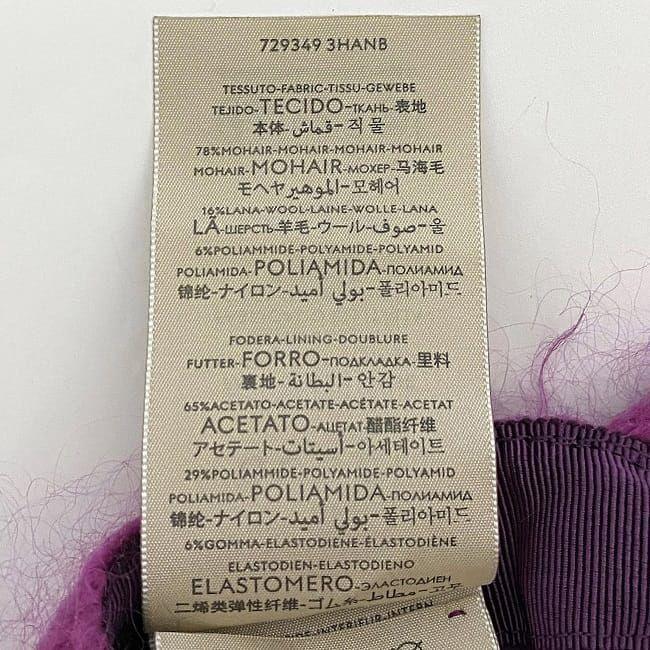 729349 3HANB
TESSUTO-FABRIC-TISSU-GEWEBE
TEJIDO-TECIDO-ТКАНЬ-表地
本体-قماش-직물
78%MOHAIR-MOHAIR-MOHAIR-MOHAIR
MOHAIR-MOHAIR-МОХЕР-马海毛
モヘヤ-الموهير-모헤어
16%LANA-WOOL-LAINE-WOLLE-LANA
LÃ-ШЕРСТЬ-羊毛-ウール-صوف-울
6%POLIAMMIDE-POLYAMIDE-POLYAMID
POLIAMIDA-POLIAMIDA-ПОЛИАМИД
锦纶-ナイロン-بولي أميد-폴리아미드
FODERA-LINING-DOUBLURE
FUTTER-FORRO-ПОДКЛАДКА-里料
裏地-البطانة-안감
65%ACETATO-ACETATE-ACÉTATE-ACETAT
ACETATO-АЦЕТАТ-醋酯纤维
アセテート-أسيتات-아세테이트
29%POLIAMMIDE-POLYAMIDE-POLYAMID
POLIAMIDA-POLIAMIDA-ПОЛИАМИД
锦纶-ナイロン-بولي أميد-폴리아미드
6%GOMMA-ELASTODIENE-ÉLASTODIÈNE
ELASTODIEN-ELASTODIENO
ELASTOMERO-ЭЛАСТОДИЕН
二烯类弹性纤维-ゴム糸-مطاط-고무
INTERIEUR-INTERN